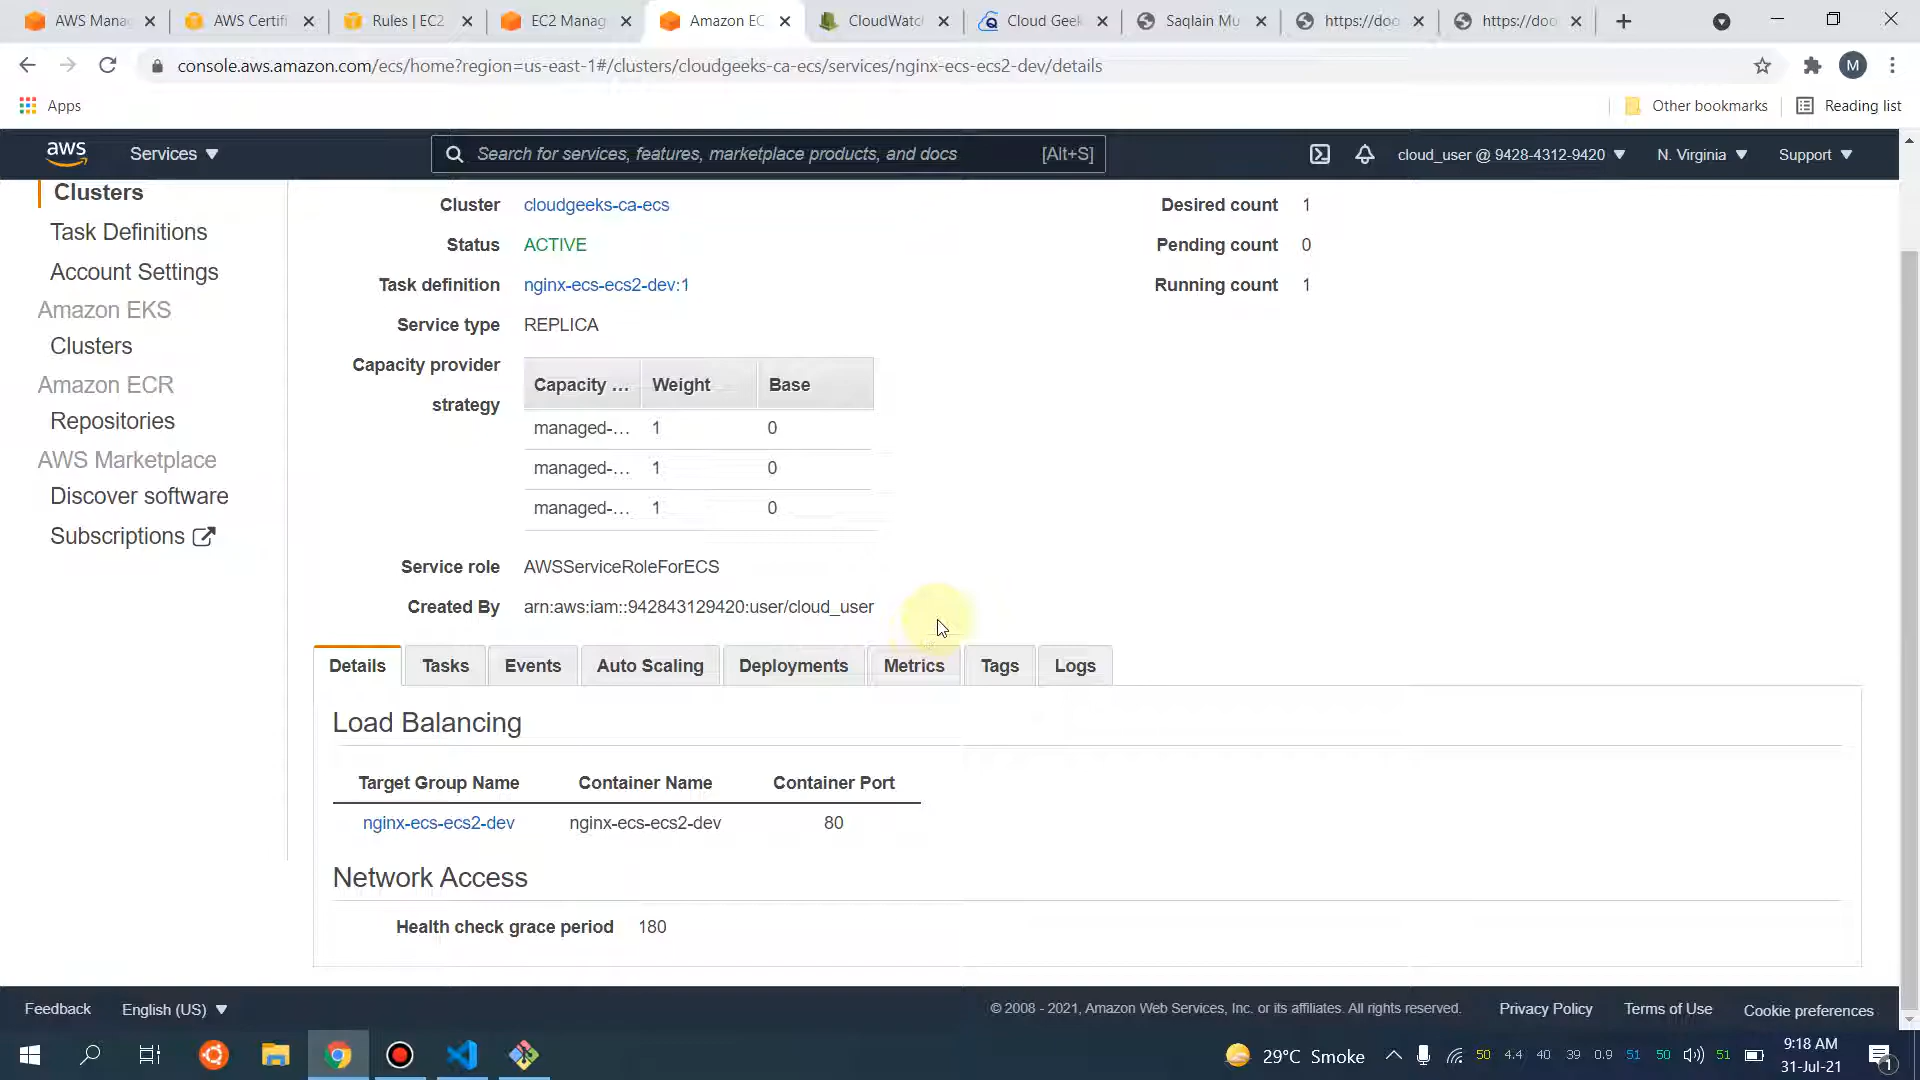 AWS Mana
AWS Certifi
Rules | EC2
EC2 Manag
Amazon EC
CloudWatc
Cloud Geek
Saqlain Mu
https://doo
https://doo
console.aws.amazon.com/ecs/home?region=us-east-1#/clusters/cloudgeeks-ca-ecs/services/nginx-ecs-ecs2-dev/details
M
Apps
Other bookmarks
Reading list
aws
Services
Search for services, features, marketplace products, and docs
[Alt+S]
cloud_user @ 9428-4312-9420
N. Virginia
Support
Clusters
Task Definitions
Account Settings
Amazon EKS
Clusters
Amazon ECR
Repositories
AWS Marketplace
Discover software
Subscriptions
Cluster cloudgeeks-ca-ecs
Status ACTIVE
Task definition nginx-ecs-ecs2-dev:1
Service type REPLICA
Capacity provider
strategy
Capacity ... Weight Base
managed-... 1 0
managed-... 1 0
managed-... 1 0
Service role AWSServiceRoleForECS
Created By arn:aws:iam::942843129420:user/cloud_user
Desired count 1
Pending count 0
Running count 1
Details Tasks Events Auto Scaling Deployments Metrics Tags Logs
Load Balancing
Target Group Name Container Name Container Port
nginx-ecs-ecs2-dev nginx-ecs-ecs2-dev 80
Network Access
Health check grace period 180
Feedback
English (US)
© 2008 - 2021, Amazon Web Services, Inc. or its affiliates. All rights reserved.
Privacy Policy
Terms of Use
Cookie preferences
29°C Smoke
50 4.4 40 39 0.9 51 50 51
9:18 AM
31-Jul-21
1